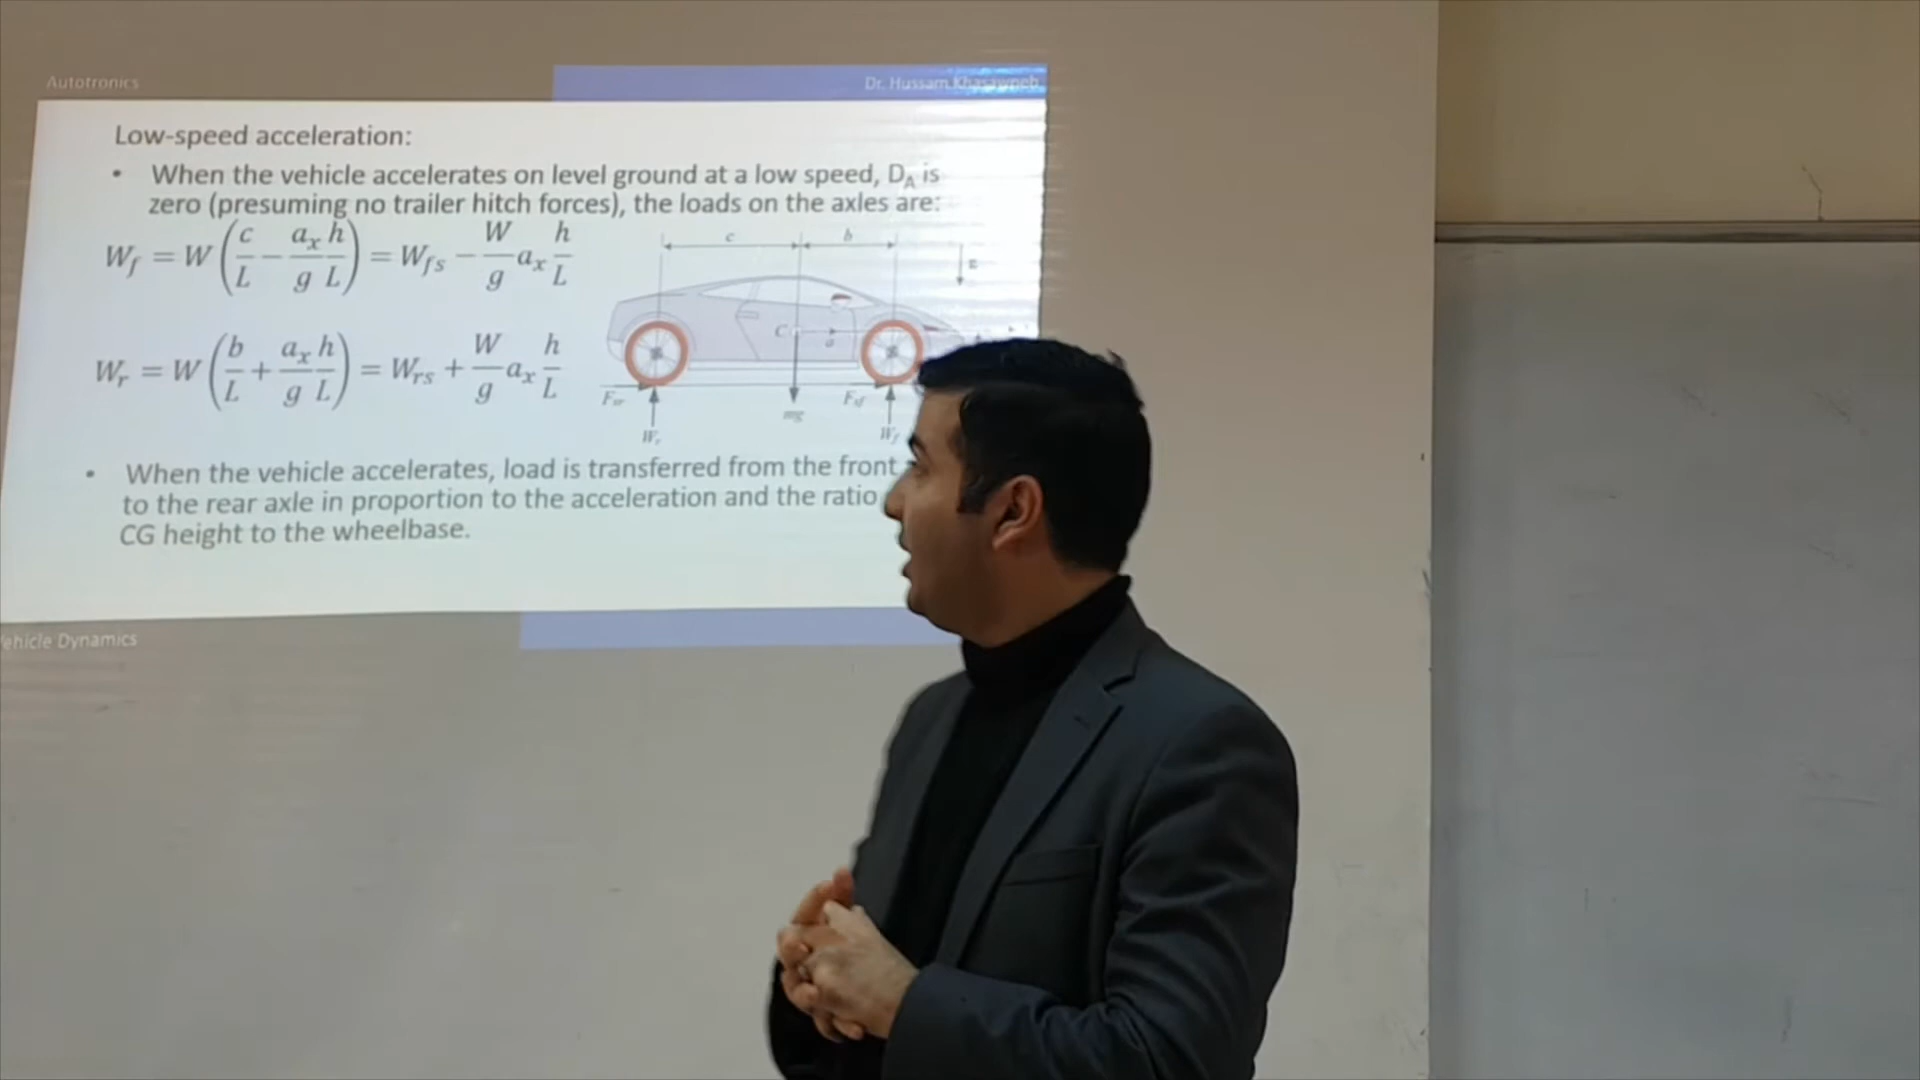 Autotronics
Dr. Hussam Khasawneh
Low-speed acceleration:
• When the vehicle accelerates on level ground at a low speed, D_A is
zero (presuming no trailer hitch forces), the loads on the axles are:
W_f = W (c/L − a_x/g h/L) = W_fs − W/g a_x h/L
W_r = W (b/L + a_x/g h/L) = W_rs + W/g a_x h/L
c b
g
C a
mg
W_r W_f
• When the vehicle accelerates, load is transferred from the front
to the rear axle in proportion to the acceleration and the ratio
CG height to the wheelbase.
ehicle Dynamics